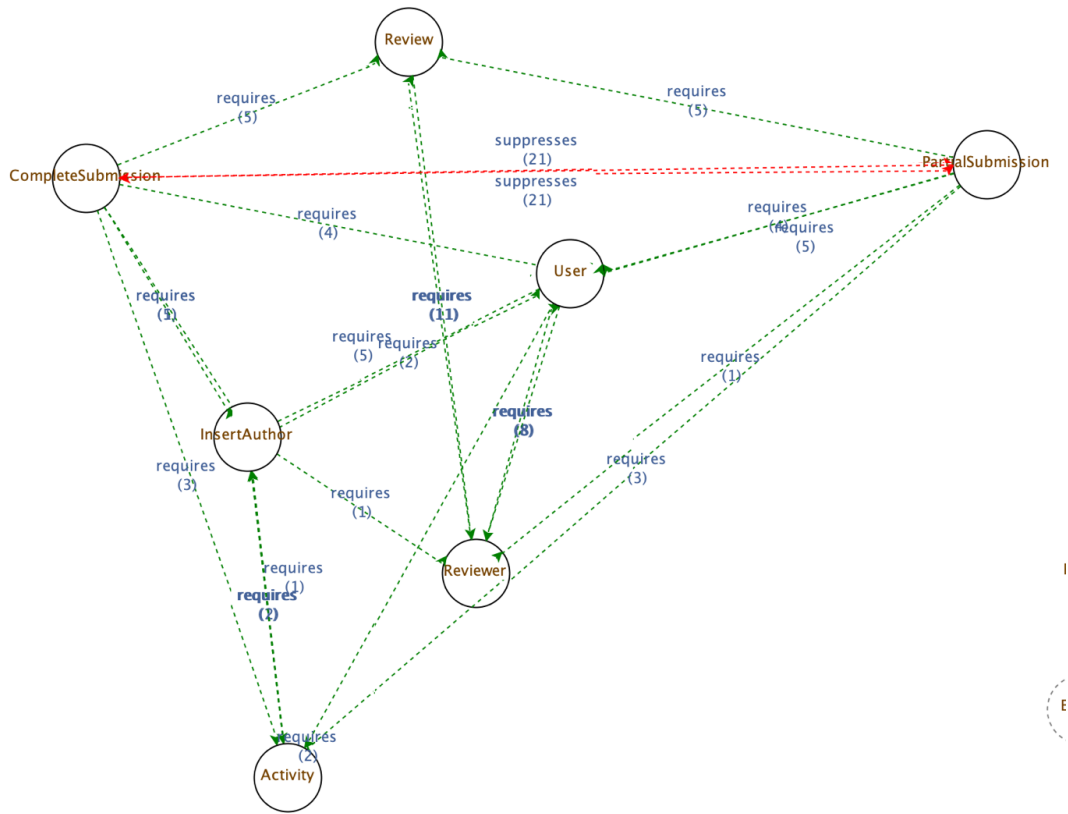 Review
requires
(5)
requires
(5)
suppresses
(21)
CompleteSubmission
PartialSubmission
suppresses
(21)
requires
(4)
requires
(4)
requires
(5)
User
requires
requires
(11)
requires
(5)
requires
(2)
requires
(1)
requires
(8)
InsertAuthor
requires
(3)
requires
(3)
requires
(1)
Reviewer
requires
(1)
requires
requires
(2)
Activity